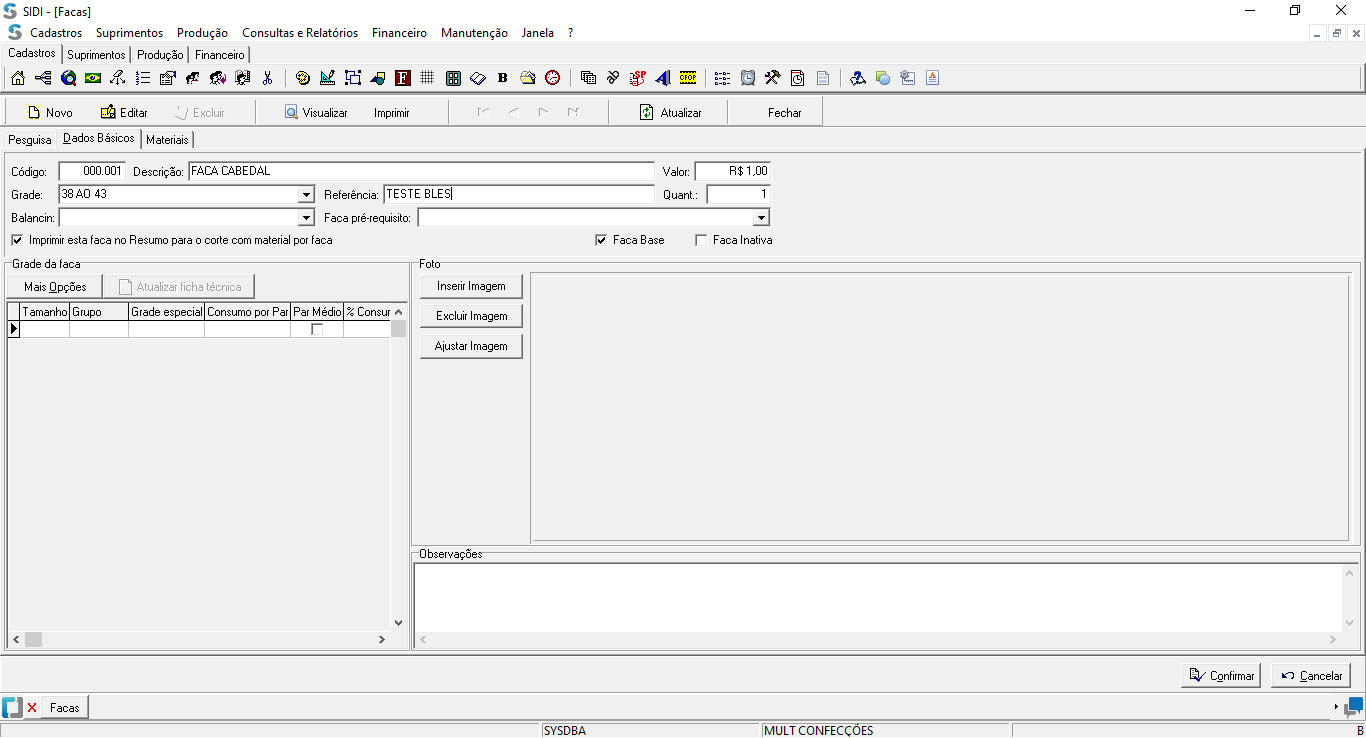 SIDI - [Facas]
Cadastros Suprimentos Produção Consultas e Relatórios Financeiro Manutenção Janela ?
Cadastros Suprimentos Produção Financeiro
F B SP CFOP A
Novo Editar Excluir Visualizar Imprimir Atualizar Fechar
Pesquisa Dados Básicos Materiais
Código: 000.001 Descrição: FACA CABEDAL Valor: R$ 1,00
Grade: 38 AO 43 Referência: TESTE BLES Quant.: 1
Balancin: Faca pré-requisito:
Imprimir esta faca no Resumo para o corte com material por faca Faca Base Faca Inativa
Grade da faca Foto
Mais Opções Atualizar ficha técnica Inserir Imagem
Tamanho Grupo Grade especial Consumo por Par Par Médio % Consur
Excluir Imagem
Ajustar Imagem
Observações
Confirmar Cancelar
Facas
SYSDBA MULT CONFECÇÕES B